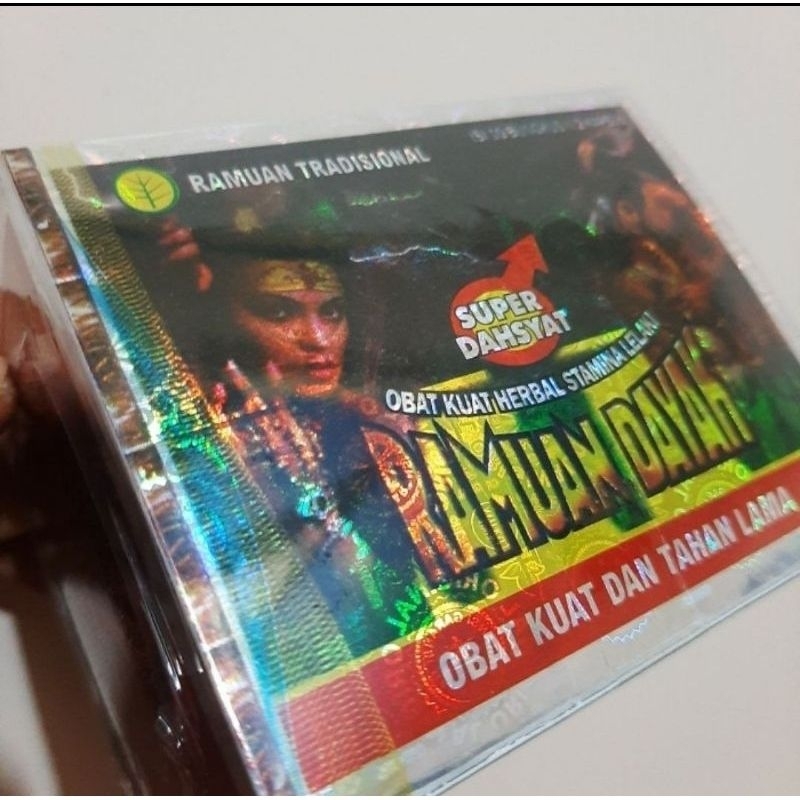 RAMUAN TRADISIONAL
SUPER
DAHSYAT
OBAT KUAT HERBAL STAMINA LELAKI
RAMUAN DAYAK
OBAT KUAT DAN TAHAN LAMA